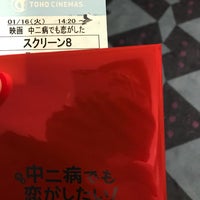 TOHO CINEMAS
01/16(火) 14:20
映画 中二病でも恋がした
スクリーン8
中二病でも
恋がしたい!